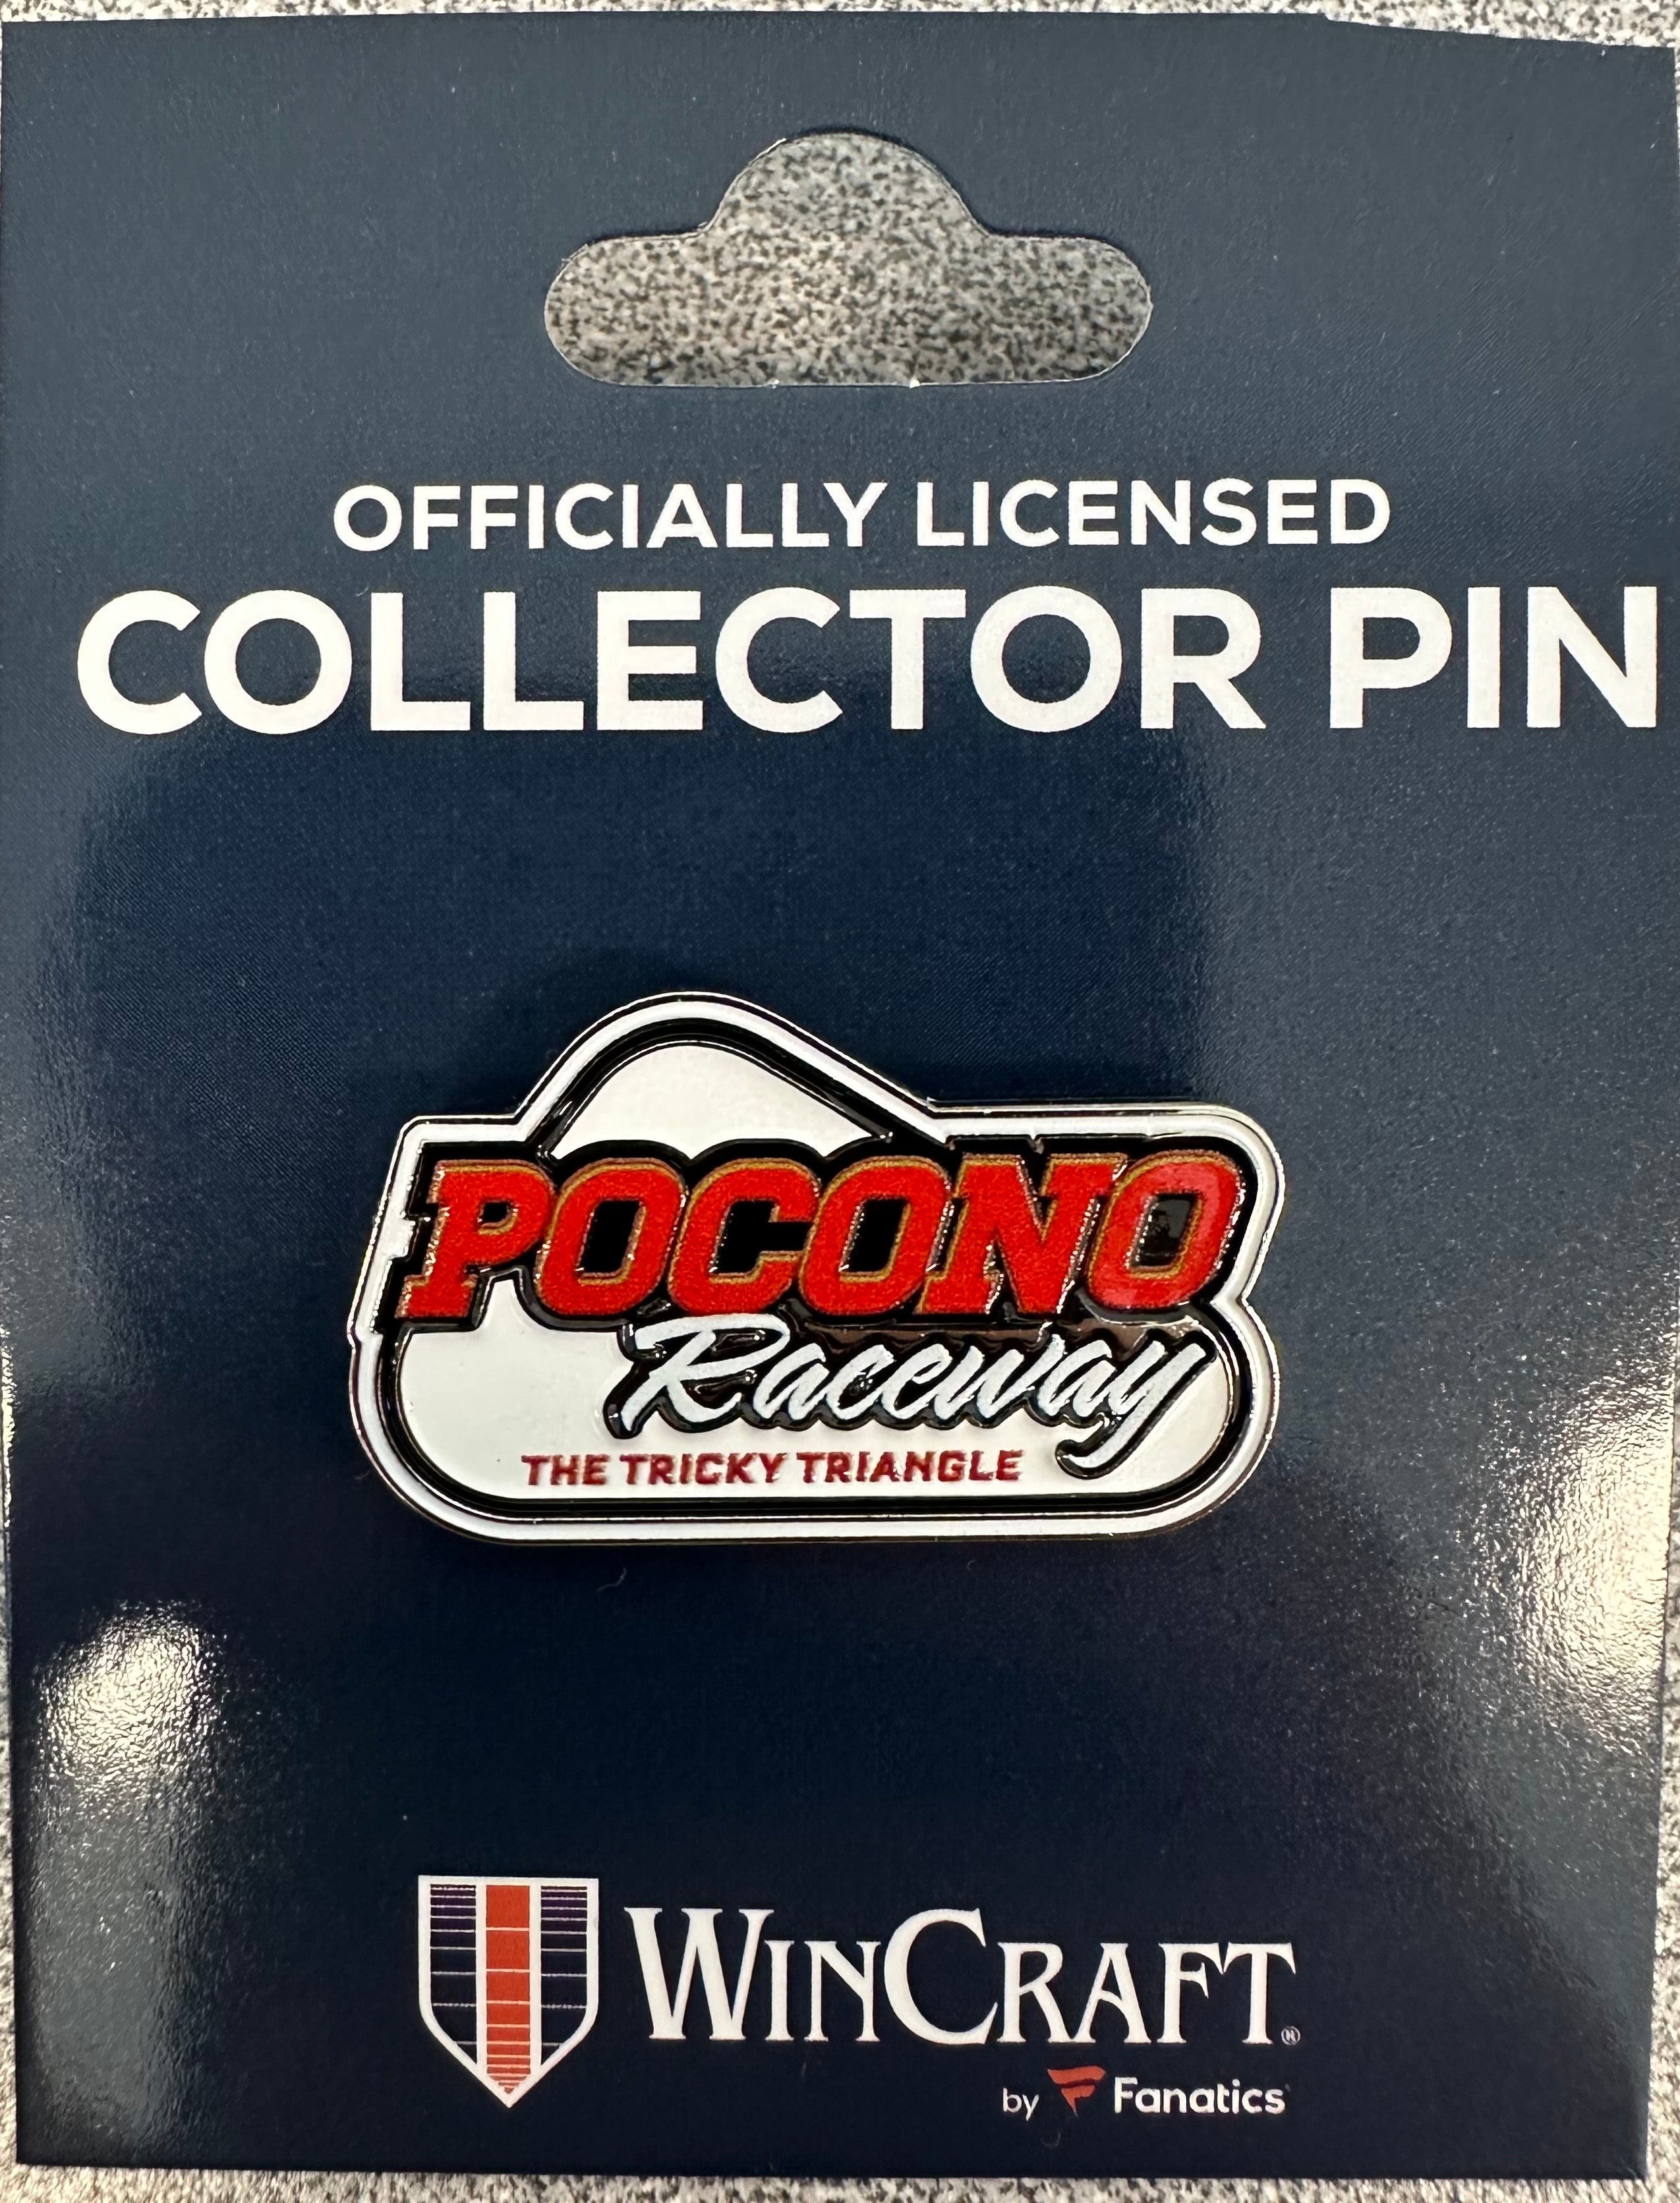 OFFICIALLY LICENSED
COLLECTOR PIN
POCONO
Raceway
THE TRICKY TRIANGLE
WINCRAFT®
by Fanatics